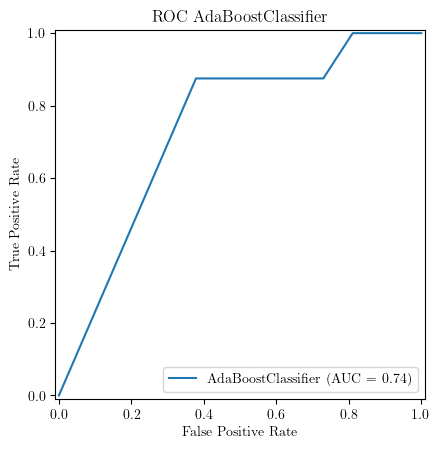 ROC AdaBoostClassifier
1.0
0.8
0.6
0.4
0.2
0.0
True Positive Rate
AdaBoostClassifier (AUC = 0.74)
0.0 0.2 0.4 0.6 0.8 1.0
False Positive Rate